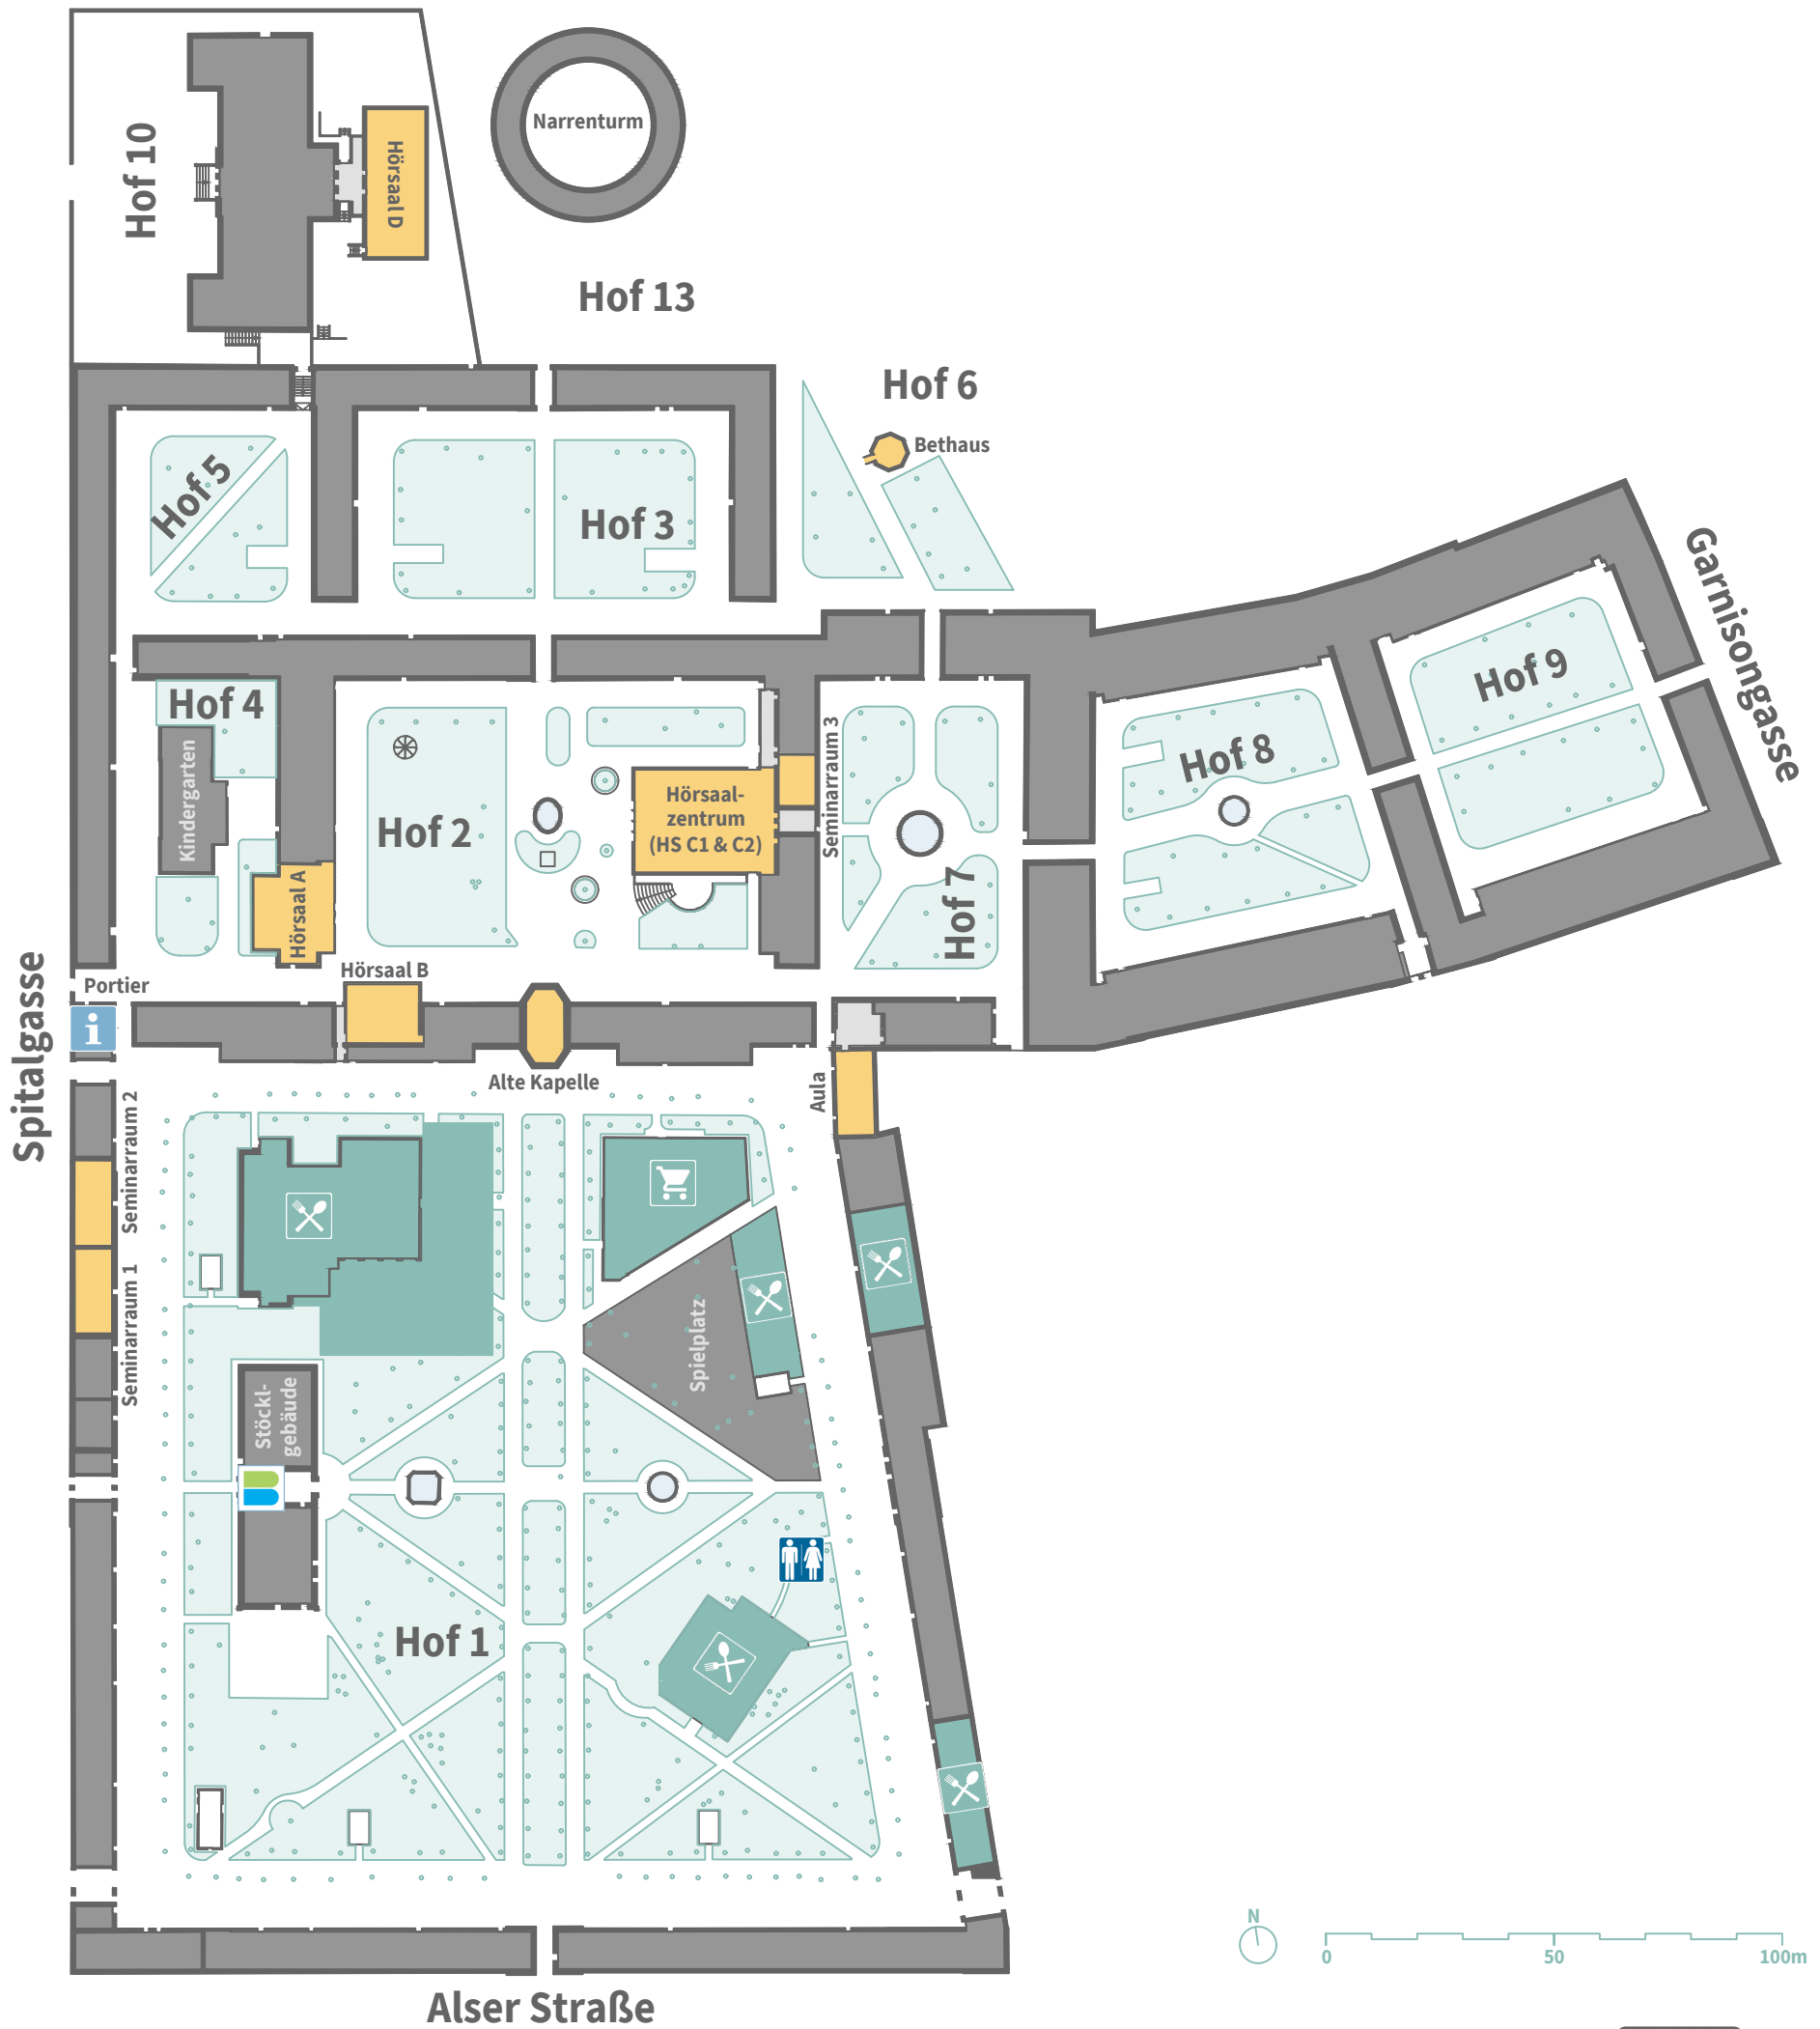 Narrenturm
Hof 10
Hörsaal D
Hof 13
Hof 6
Bethaus
Hof 5
Hof 3
Garnisongasse
Hof 9
Hof 4
Seminarraum 3
Hof 8
Kindergarten
Hörsaal-
zentrum
(HS C1 & C2)
Hof 2
Hof 7
Hörsaal A
Spitalgasse
Hörsaal B
Portier
i
Alte Kapelle
Aula
Seminarraum 2
Seminarraum 1
Spielplatz
Stöckl-
gebäude
Hof 1
N
0
50
100m
Alser Straße